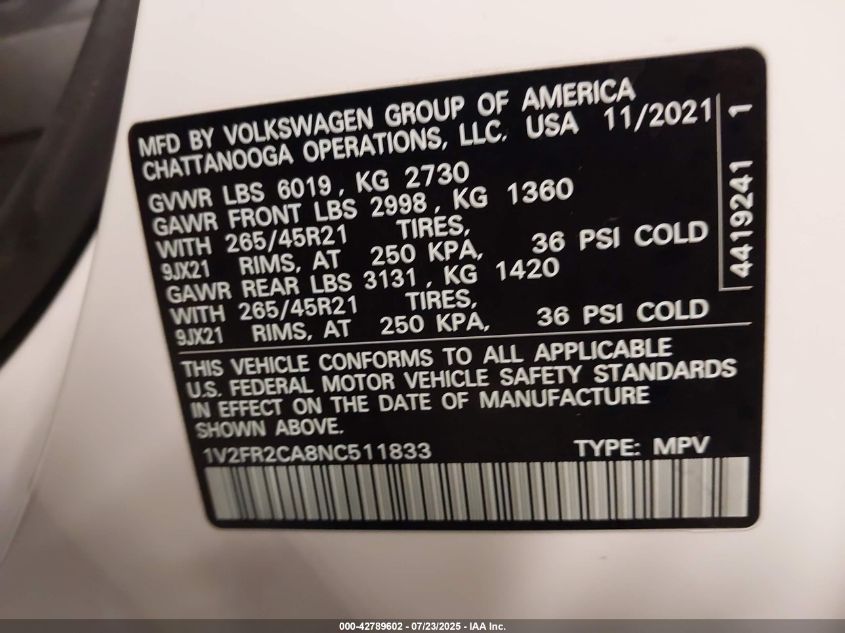 MFD BY VOLKSWAGEN GROUP OF AMERICA
CHATTANOOGA OPERATIONS, LLC, USA 11/2021
GVWR LBS 6019, KG 2730
GAWR FRONT LBS 2998, KG 1360
WITH 265/45R21 TIRES,
9JX21 RIMS, AT 250 KPA, 36 PSI COLD
GAWR REAR LBS 3131, KG 1420
WITH 265/45R21 TIRES,
9JX21 RIMS, AT 250 KPA, 36 PSI COLD
4419241 1
THIS VEHICLE CONFORMS TO ALL APPLICABLE
U.S. FEDERAL MOTOR VEHICLE SAFETY STANDARDS
IN EFFECT ON THE DATE OF MANUFACTURE
SHOWN ABOVE.
1V2FR2CA8NC511833 TYPE: MPV
000-42789602 - 07/23/2025 - IAA Inc.